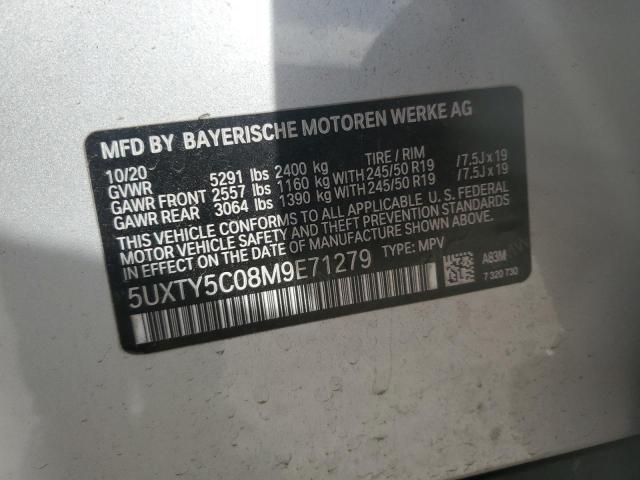 MFD BY BAYERISCHE MOTOREN WERKE AG
10/20 TIRE / RIM
GVWR 5291 lbs 2400 kg
GAWR FRONT 2557 lbs 1160 kg WITH 245/50 R19 /7.5J x 19
GAWR REAR 3064 lbs 1390 kg WITH 245/50 R19 /7.5J x 19
THIS VEHICLE CONFORMS TO ALL APPLICABLE U. S. FEDERAL
MOTOR VEHICLE SAFETY AND THEFT PREVENTION STANDARDS
IN EFFECT ON THE DATE OF MANUFACTURE SHOWN ABOVE.
5UXTY5C08M9E71279 TYPE: MPV
A83M
7 320 730